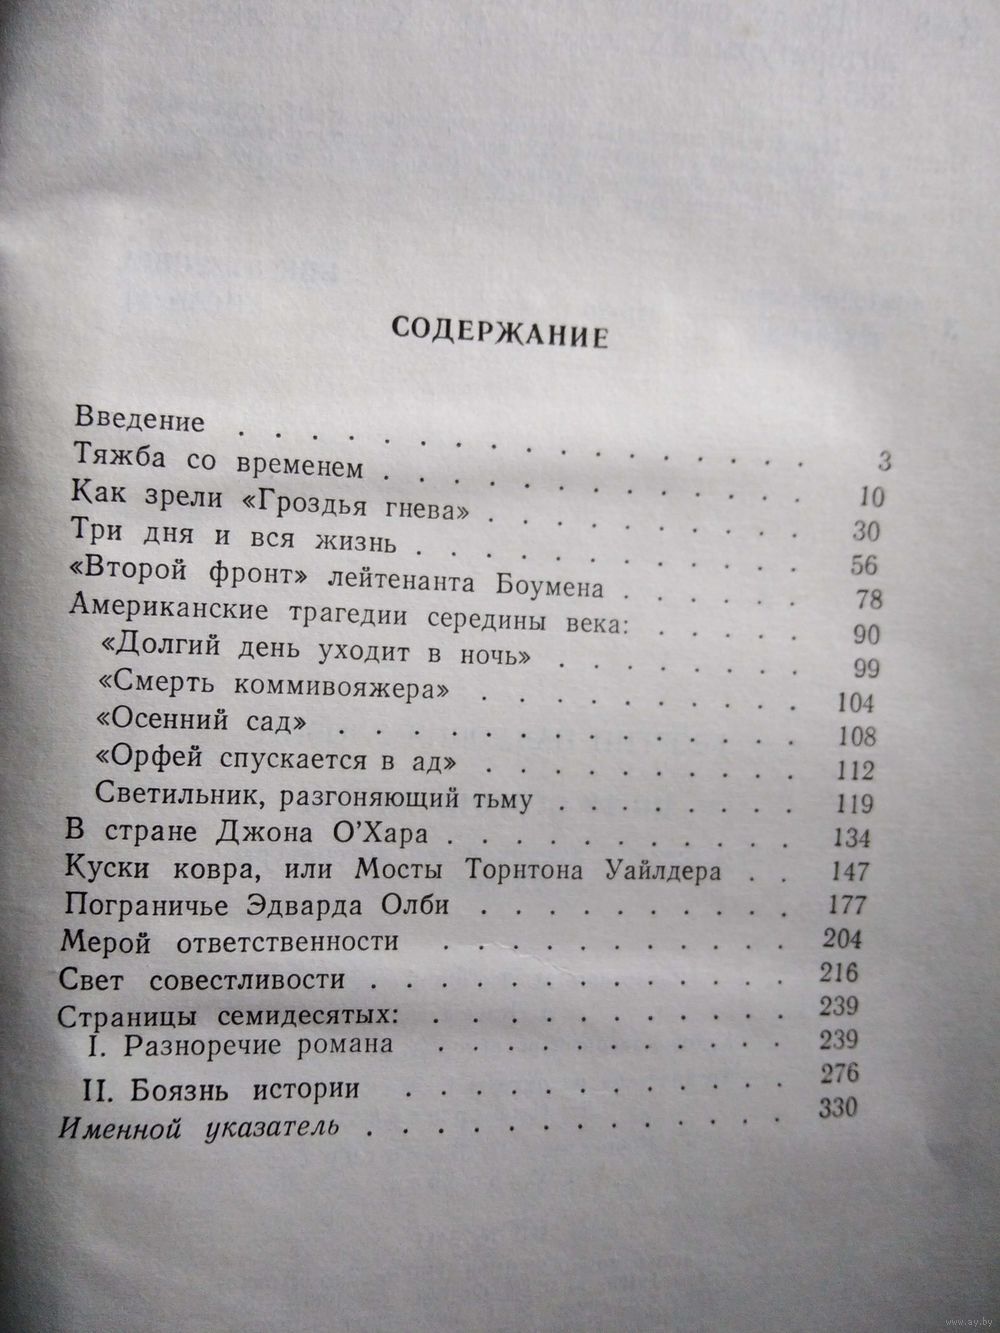 СОДЕРЖАНИЕ
Введение . . . . . . . . . . . . . . . . 3
Тяжба со временем . . . . . . . . . . . . 10
Как зрели «Гроздья гнева» . . . . . . . . . 30
Три дня и вся жизнь . . . . . . . . . . . 56
«Второй фронт» лейтенанта Боумена . . . . . . 78
Американские трагедии середины века: . . . . . 90
«Долгий день уходит в ночь» . . . . . . . . 99
«Смерть коммивояжера» . . . . . . . . . . 104
«Осенний сад» . . . . . . . . . . . . . . 108
«Орфей спускается в ад» . . . . . . . . . . 112
Светильник, разгоняющий тьму . . . . . . . . 119
В стране Джона О'Хара . . . . . . . . . . . 134
Куски ковра, или Мосты Торнтона Уайлдера . . 147
Пограничье Эдварда Олби . . . . . . . . . . 177
Мерой ответственности . . . . . . . . . . . 204
Свет совестливости . . . . . . . . . . . . . 216
Страницы семидесятых: . . . . . . . . . . . 239
I. Разноречие романа . . . . . . . . . . . 239
II. Боязнь истории . . . . . . . . . . . . 276
Именной указатель . . . . . . . . . . . . . 330
www.ay.by